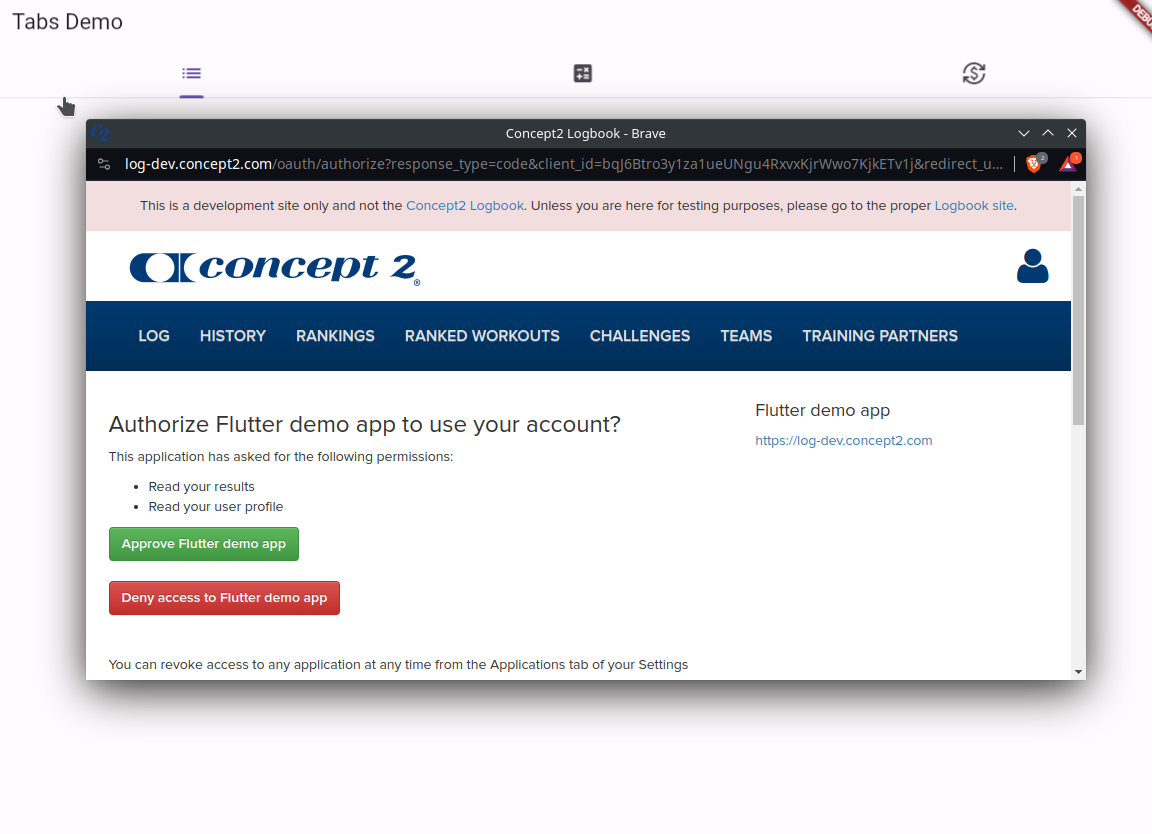 Tabs Demo
Concept2 Logbook - Brave
log-dev.concept2.com/oauth/authorize?response_type=code&client_id=bqJ6Btro3y1za1ueUNgu4RxvxKjrWwo7KjkETv1j&redirect_u...
2
1
This is a development site only and not the Concept2 Logbook. Unless you are here for testing purposes, please go to the proper Logbook site.
concept 2®
LOG HISTORY RANKINGS RANKED WORKOUTS CHALLENGES TEAMS TRAINING PARTNERS
Authorize Flutter demo app to use your account?
Flutter demo app
https://log-dev.concept2.com
This application has asked for the following permissions:
• Read your results
• Read your user profile
Approve Flutter demo app
Deny access to Flutter demo app
You can revoke access to any application at any time from the Applications tab of your Settings